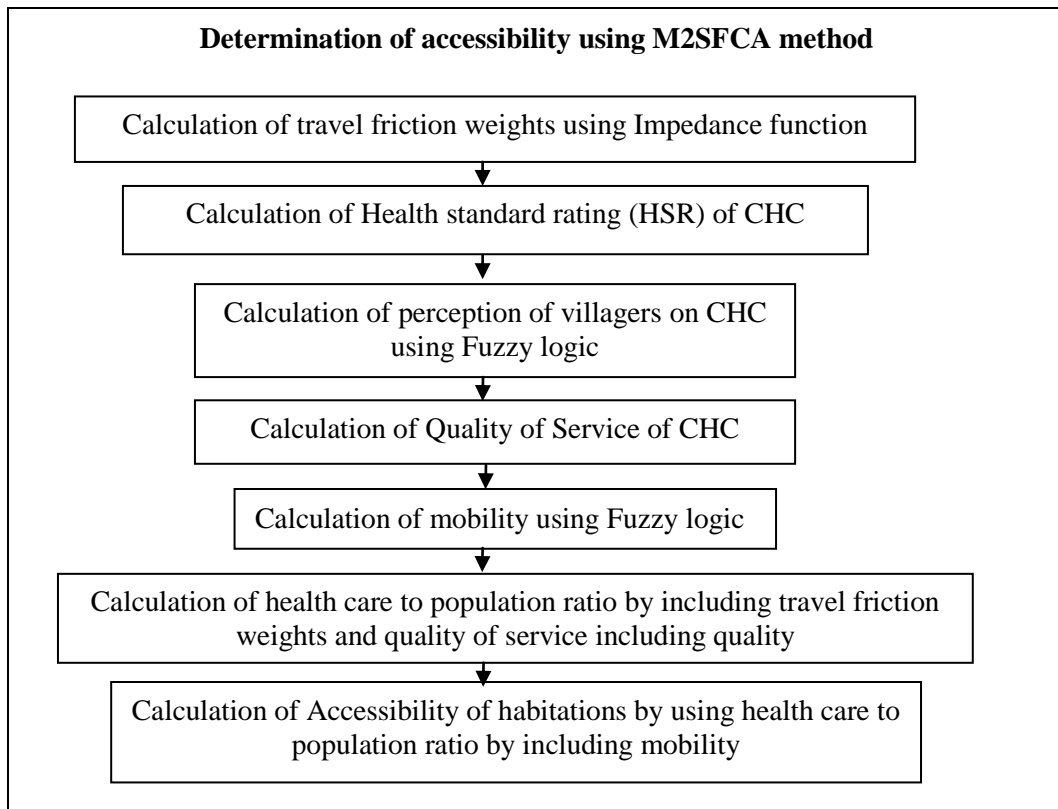 Determination of accessibility using M2SFCA method
Calculation of travel friction weights using Impedance function
Calculation of Health standard rating (HSR) of CHC
Calculation of perception of villagers on CHC
using Fuzzy logic
Calculation of Quality of Service of CHC
Calculation of mobility using Fuzzy logic
Calculation of health care to population ratio by including travel friction
weights and quality of service including quality
Calculation of Accessibility of habitations by using health care to
population ratio by including mobility